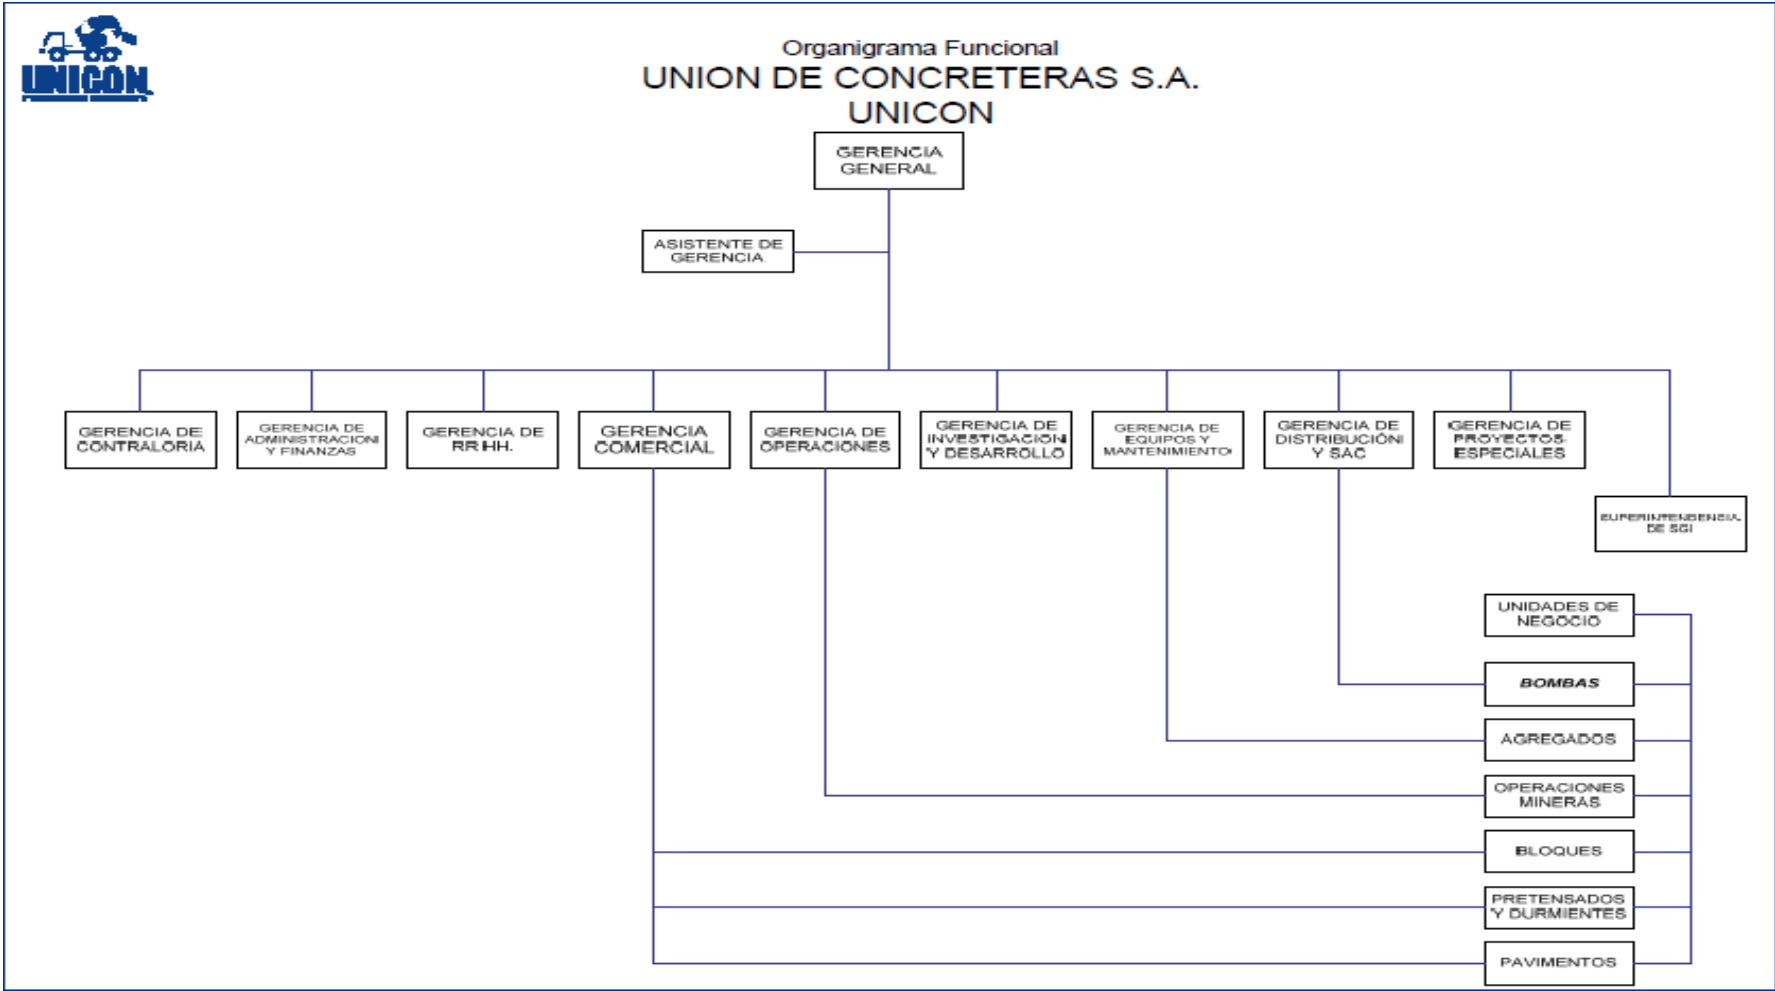 UNICON
Organigrama Funcional
UNION DE CONCRETERAS S.A.
UNICON
GERENCIA
GENERAL
ASISTENTE DE
GERENCIA
GERENCIA DE
CONTRALORIA
GERENCIA DE
ADMINISTRACION
Y FINANZAS
GERENCIA DE
RR.HH.
GERENCIA
COMERCIAL
GERENCIA DE
OPERACIONES
GERENCIA DE
INVESTIGACION
Y DESARROLLO
GERENCIA DE
EQUIPOS Y
MANTENIMIENTO
GERENCIA DE
DISTRIBUCIÓN
Y SAC
GERENCIA DE
PROYECTOS
ESPECIALES
SUPERINTENDENCIA
DE SGI
UNIDADES DE
NEGOCIO
BOMBAS
AGREGADOS
OPERACIONES
MINERAS
BLOQUES
PRETENSADOS
Y DURMIENTES
PAVIMENTOS